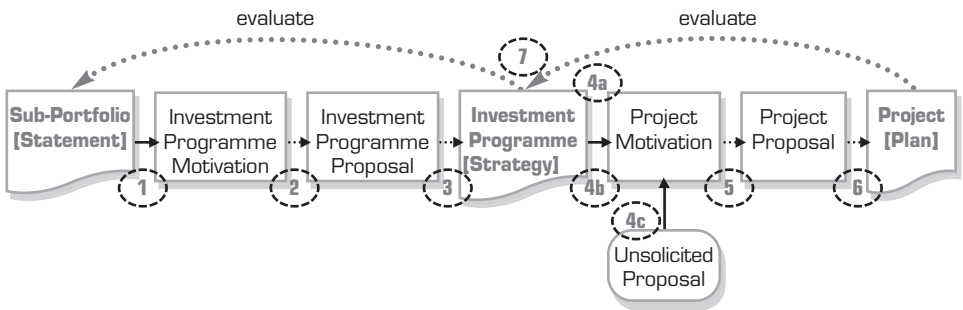 evaluate
evaluate
7
4a
Sub-Portfolio
[Statement]
Investment
Programme
Motivation
Investment
Programme
Proposal
Investment
Programme
[Strategy]
Project
Motivation
Project
Proposal
Project
[Plan]
1
2
3
4b
5
6
4c
Unsolicited
Proposal